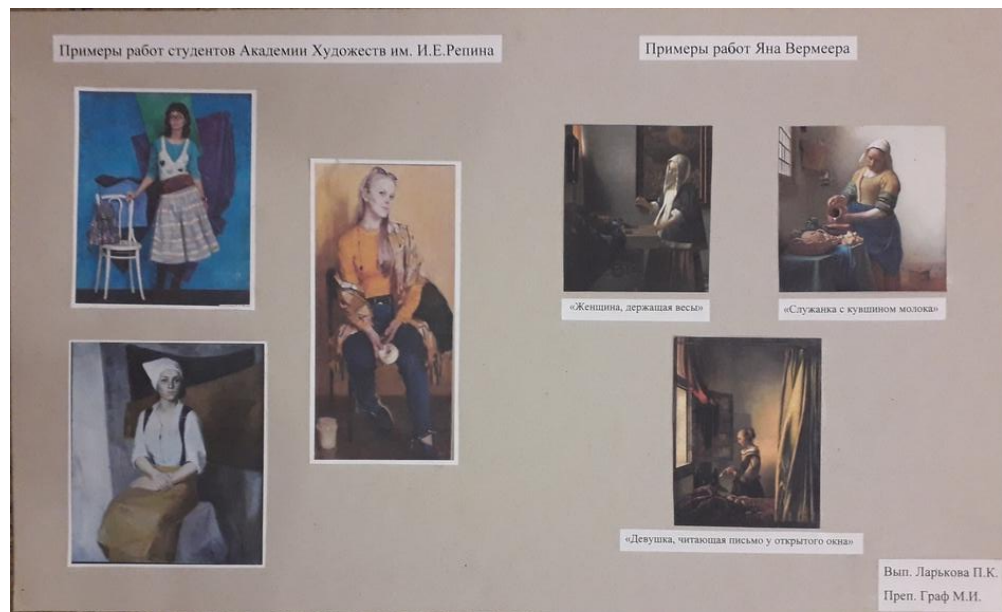 Примеры работ студентов Академии Художеств им. И.Е.Репина
Примеры работ Яна Вермеера
«Женщина, держащая весы»
«Служанка с кувшином молока»
«Девушка, читающая письмо у открытого окна»
Вып. Ларькова П.К.
Преп. Граф М.И.